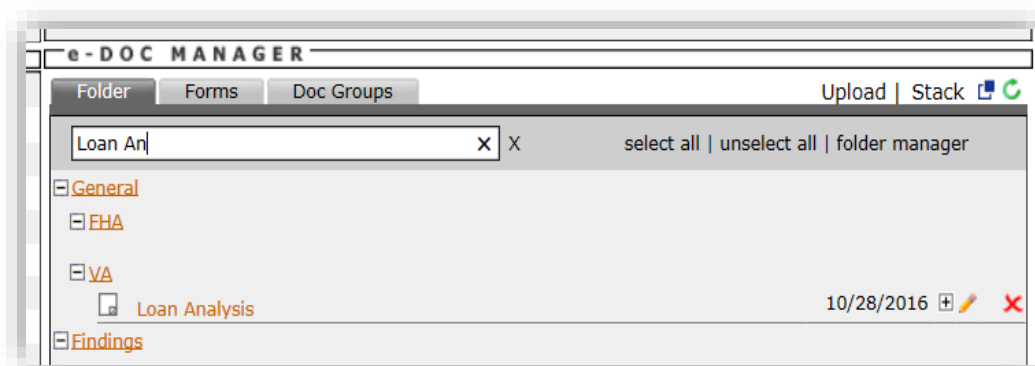 e-DOC MANAGER
Folder Forms Doc Groups Upload | Stack
Loan An X select all | unselect all | folder manager
General
FHA
VA
Loan Analysis 10/28/2016
Findings